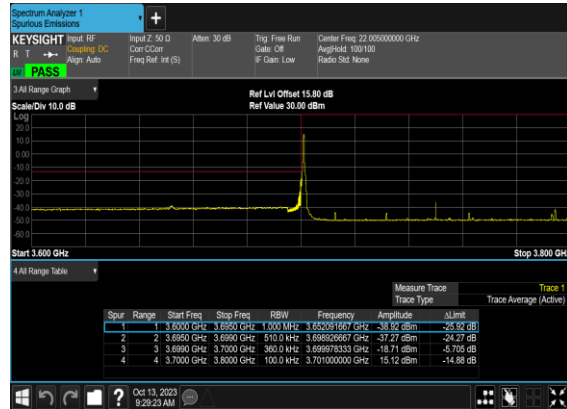 Spectrum Analyzer 1
Spurious Emissions
KEYSIGHT Input: RF Input Z: 50 Ω Atten: 30 dB Trig: Free Run Center Freq: 22.005000000 GHz
R T Coupling: DC Corr CCorr Gate: Off Avg|Hold: 100/100
Align: Auto Freq Ref: Int (S) IF Gain: Low Radio Std: None
PASS
3 All Range Graph
Ref Lvl Offset 15.80 dB
Scale/Div 10.0 dB Ref Value 30.00 dBm
Log
20.0
10.0
0.00
-10.0
-20.0
-30.0
-40.0
-50.0
-60.0
Start 3.600 GHz Stop 3.800 GH
4 All Range Table
Measure Trace Trace 1
Trace Type Trace Average (Active)
Spur Range Start Freq Stop Freq RBW Frequency Amplitude ΔLimit
1 1 3.6000 GHz 3.6950 GHz 1.000 MHz 3.652091667 GHz -38.92 dBm -25.92 dB
2 2 3.6950 GHz 3.6990 GHz 510.0 kHz 3.698926667 GHz -37.27 dBm -24.27 dB
3 3 3.6990 GHz 3.7000 GHz 360.0 kHz 3.699978333 GHz -18.71 dBm -5.705 dB
4 4 3.7000 GHz 3.8000 GHz 100.0 kHz 3.701000000 GHz 15.12 dBm -14.88 dB
? Oct 13, 2023
9:29:23 AM